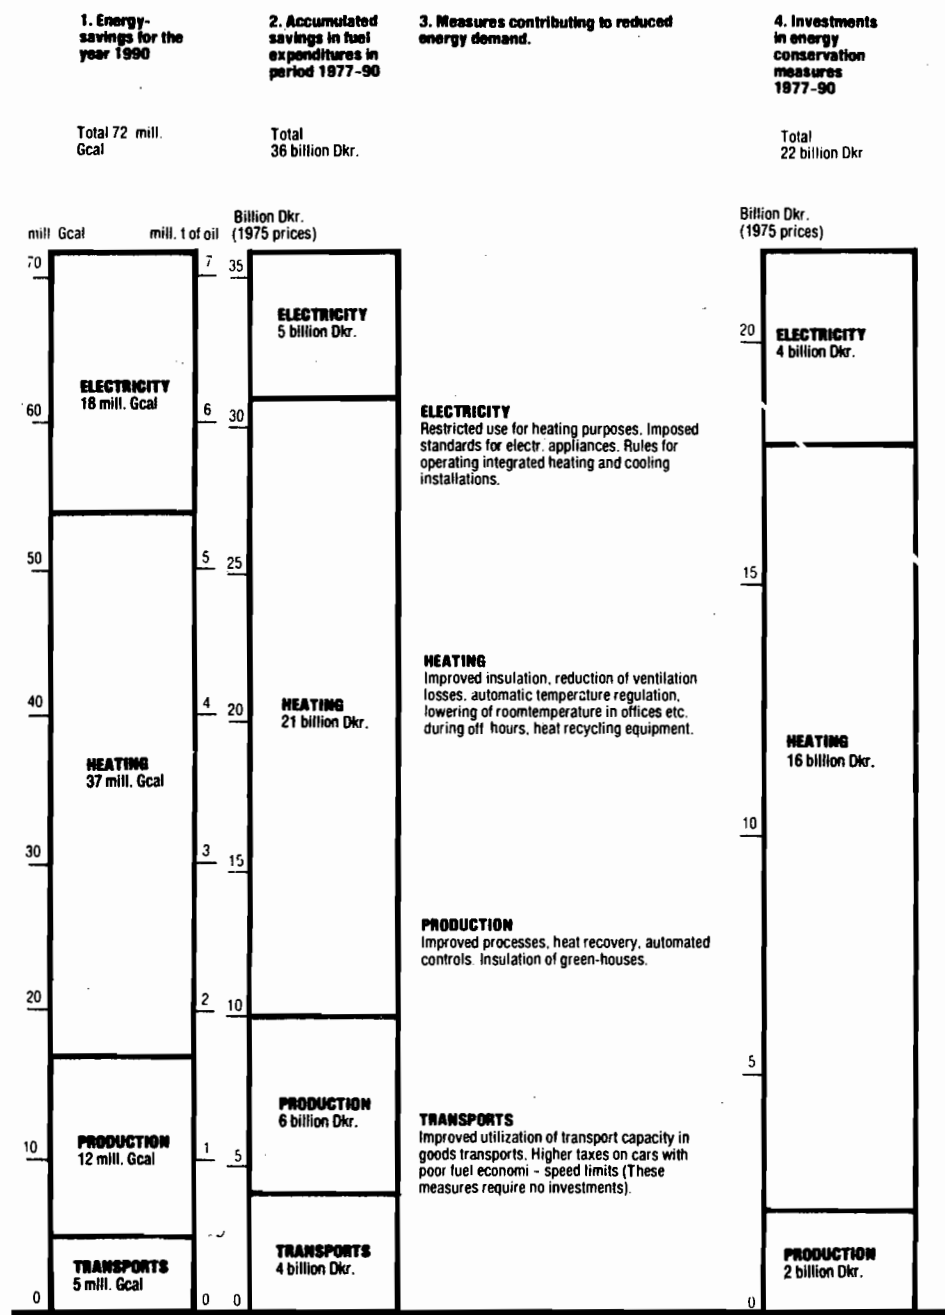 1. Energy-
savings for the
year 1990
Total 72 mill.
Gcal
2. Accumulated
savings in fuel
expenditures in
period 1977-90
Total
36 billion Dkr.
3. Measures contributing to reduced
energy demand.
4. Investments
in energy
conservation
measures
1977-90
Total
22 billion Dkr
mill Gcal
70
60
50
40
30
20
10
0
ELECTRICITY
18 mill. Gcal
HEATING
37 mill. Gcal
PRODUCTION
12 mill. Gcal
TRANSPORTS
5 mill. Gcal
mill. t of oil
7
6
5
4
3
2
1
0
Billion Dkr.
(1975 prices)
35
30
25
20
15
10
5
0
ELECTRICITY
5 billion Dkr.
HEATING
21 billion Dkr.
PRODUCTION
6 billion Dkr.
TRANSPORTS
4 billion Dkr.
ELECTRICITY
Restricted use for heating purposes. Imposed
standards for electr. appliances. Rules for
operating integrated heating and cooling
installations.
HEATING
Improved insulation, reduction of ventilation
losses, automatic temperature regulation,
lowering of roomtemperature in offices etc.
during off hours, heat recycling equipment.
PRODUCTION
Improved processes, heat recovery, automated
controls. Insulation of green-houses.
TRANSPORTS
Improved utilization of transport capacity in
goods transports. Higher taxes on cars with
poor fuel economi - speed limits (These
measures require no investments).
Billion Dkr.
(1975 prices)
20
15
10
5
0
ELECTRICITY
4 billion Dkr.
HEATING
16 billion Dkr.
PRODUCTION
2 billion Dkr.